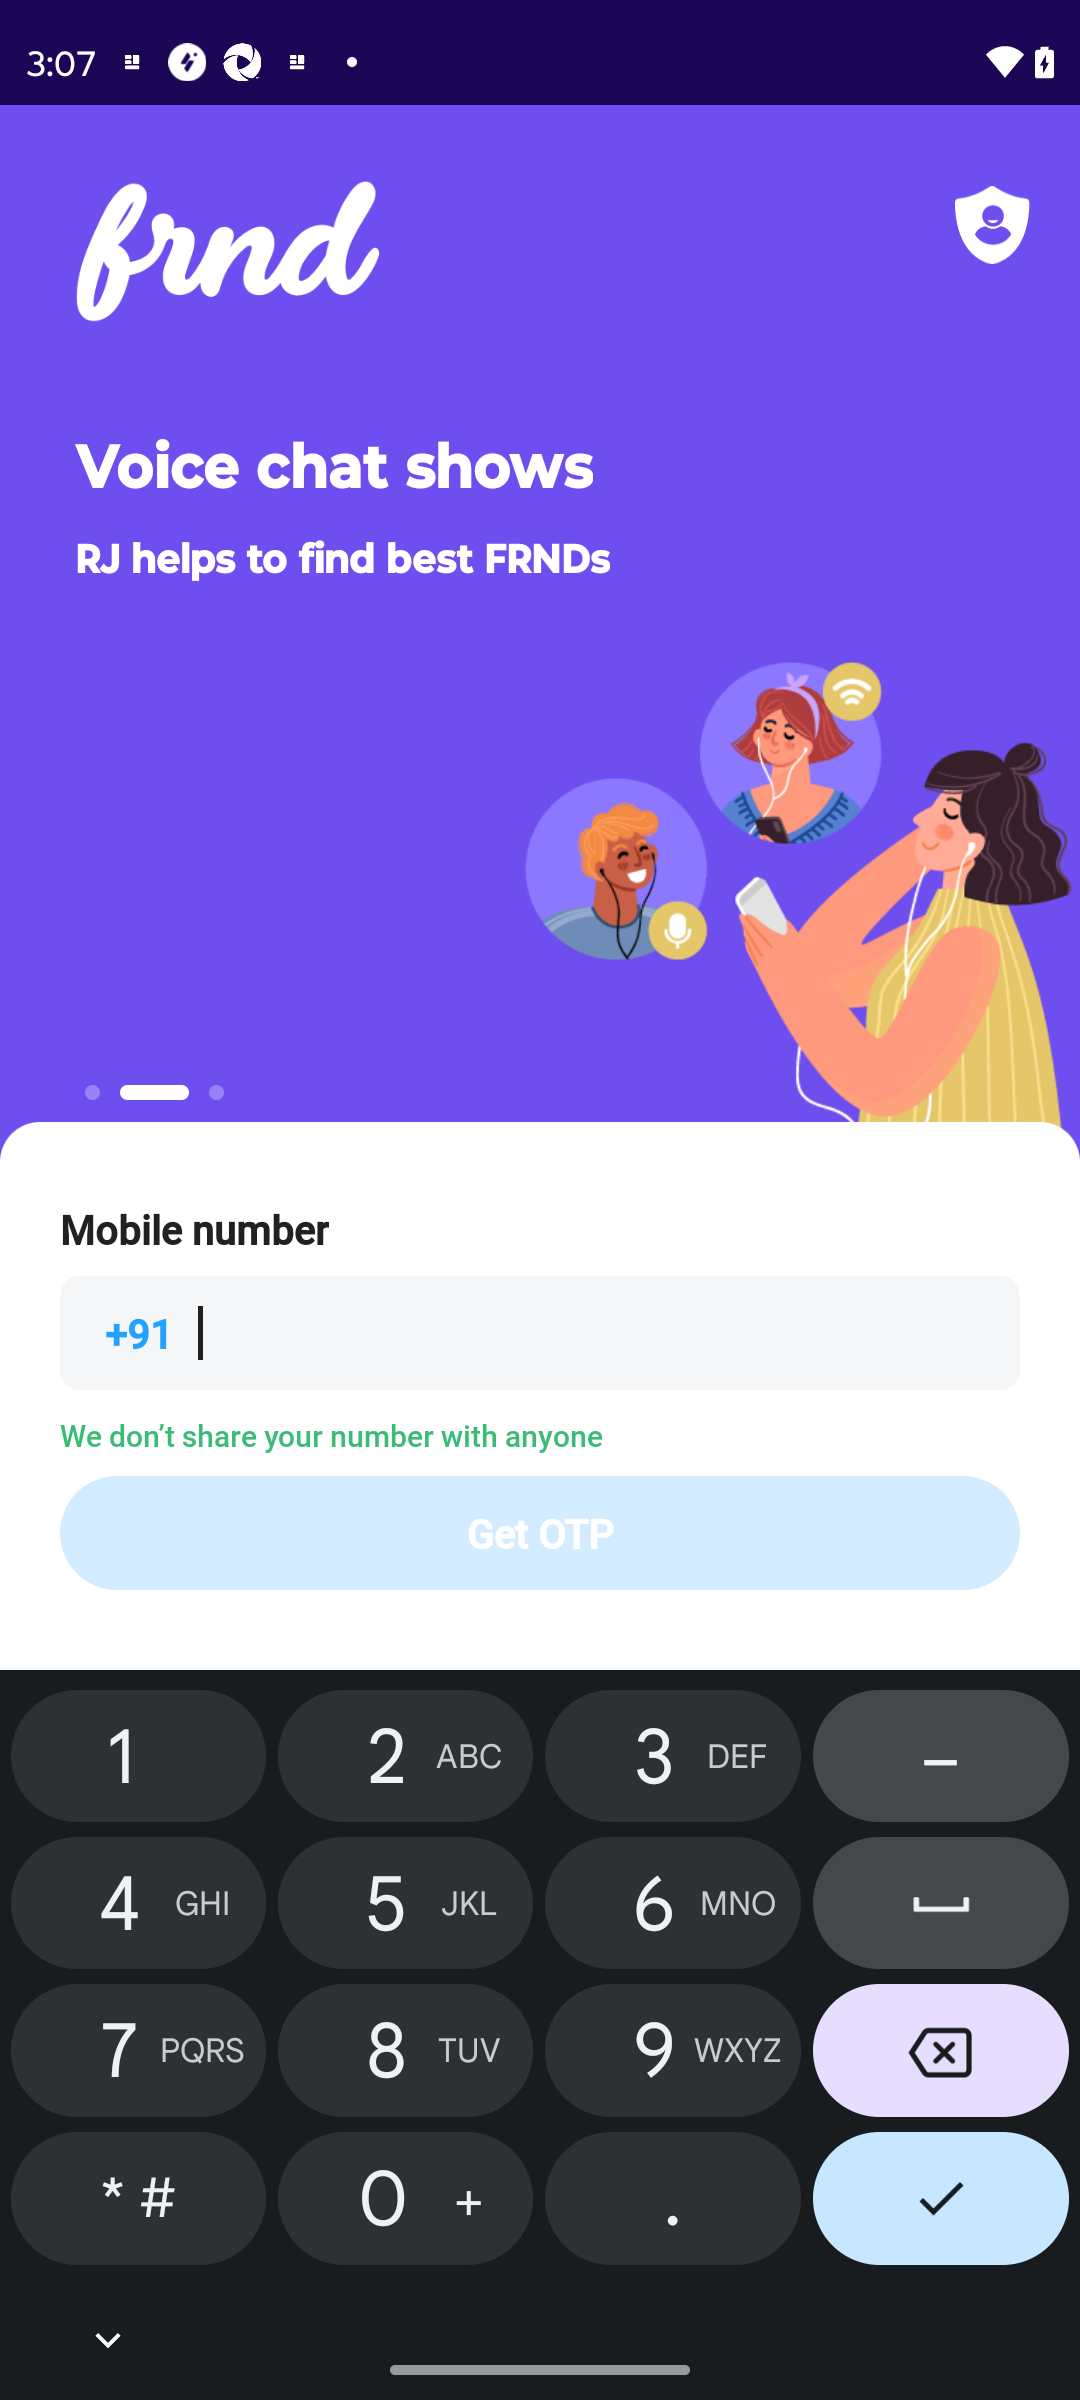 3:07
frnd
Voice chat shows
RJ helps to find best FRNDs
Mobile number
+91
We don’t share your number with anyone
Get OTP
1
2 ABC
3 DEF
–
4 GHI
5 JKL
6 MNO
7 PQRS
8 TUV
9 WXYZ
* #
0 +
.